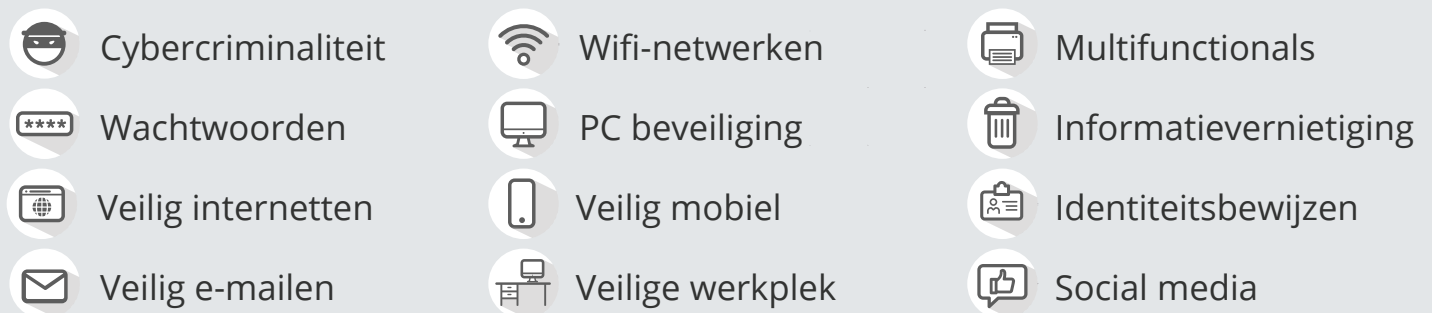 Cybercriminaliteit
Wachtwoorden
Veilig internetten
Veilig e-mailen
Wifi-netwerken
PC beveiliging
Veilig mobiel
Veilige werkplek
Multifunctionals
Informatievernietiging
Identiteitsbewijzen
Social media